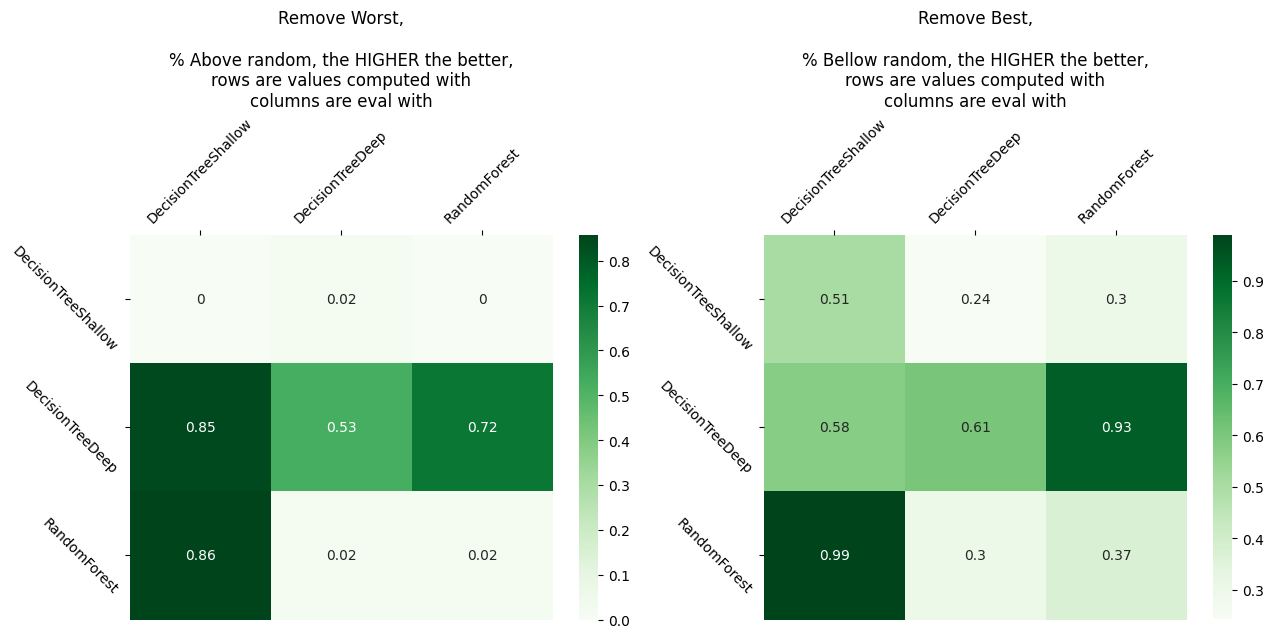 Remove Worst,
% Above random, the HIGHER the better,
rows are values computed with
columns are eval with
DecisionTreeShallow
DecisionTreeDeep
RandomForest
DecisionTreeShallow
0
0.02
0
DecisionTreeDeep
0.85
0.53
0.72
RandomForest
0.86
0.02
0.02
0.8
0.7
0.6
0.5
0.4
0.3
0.2
0.1
0.0
Remove Best,
% Bellow random, the HIGHER the better,
rows are values computed with
columns are eval with
DecisionTreeShallow
DecisionTreeDeep
RandomForest
DecisionTreeShallow
0.51
0.24
0.3
DecisionTreeDeep
0.58
0.61
0.93
RandomForest
0.99
0.3
0.37
0.9
0.8
0.7
0.6
0.5
0.4
0.3